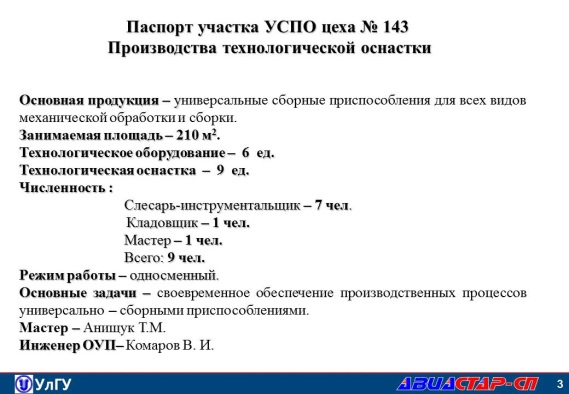 Паспорт участка УСПО цеха № 143
Производства технологической оснастки
Основная продукция – универсальные сборные приспособления для всех видов
механической обработки и сборки.
Занимаемая площадь – 210 м².
Технологическое оборудование – 6 ед.
Технологическая оснастка – 9 ед.
Численность :
Слесарь-инструментальщик – 7 чел.
Кладовщик – 1 чел.
Мастер – 1 чел.
Всего: 9 чел.
Режим работы – односменный.
Основные задачи – своевременное обеспечение производственных процессов
универсально – сборными приспособлениями.
Мастер – Анищук Т.М.
Инженер ОУП– Комаров В. И.
УлГУ
АВИАСТАР-СП
3